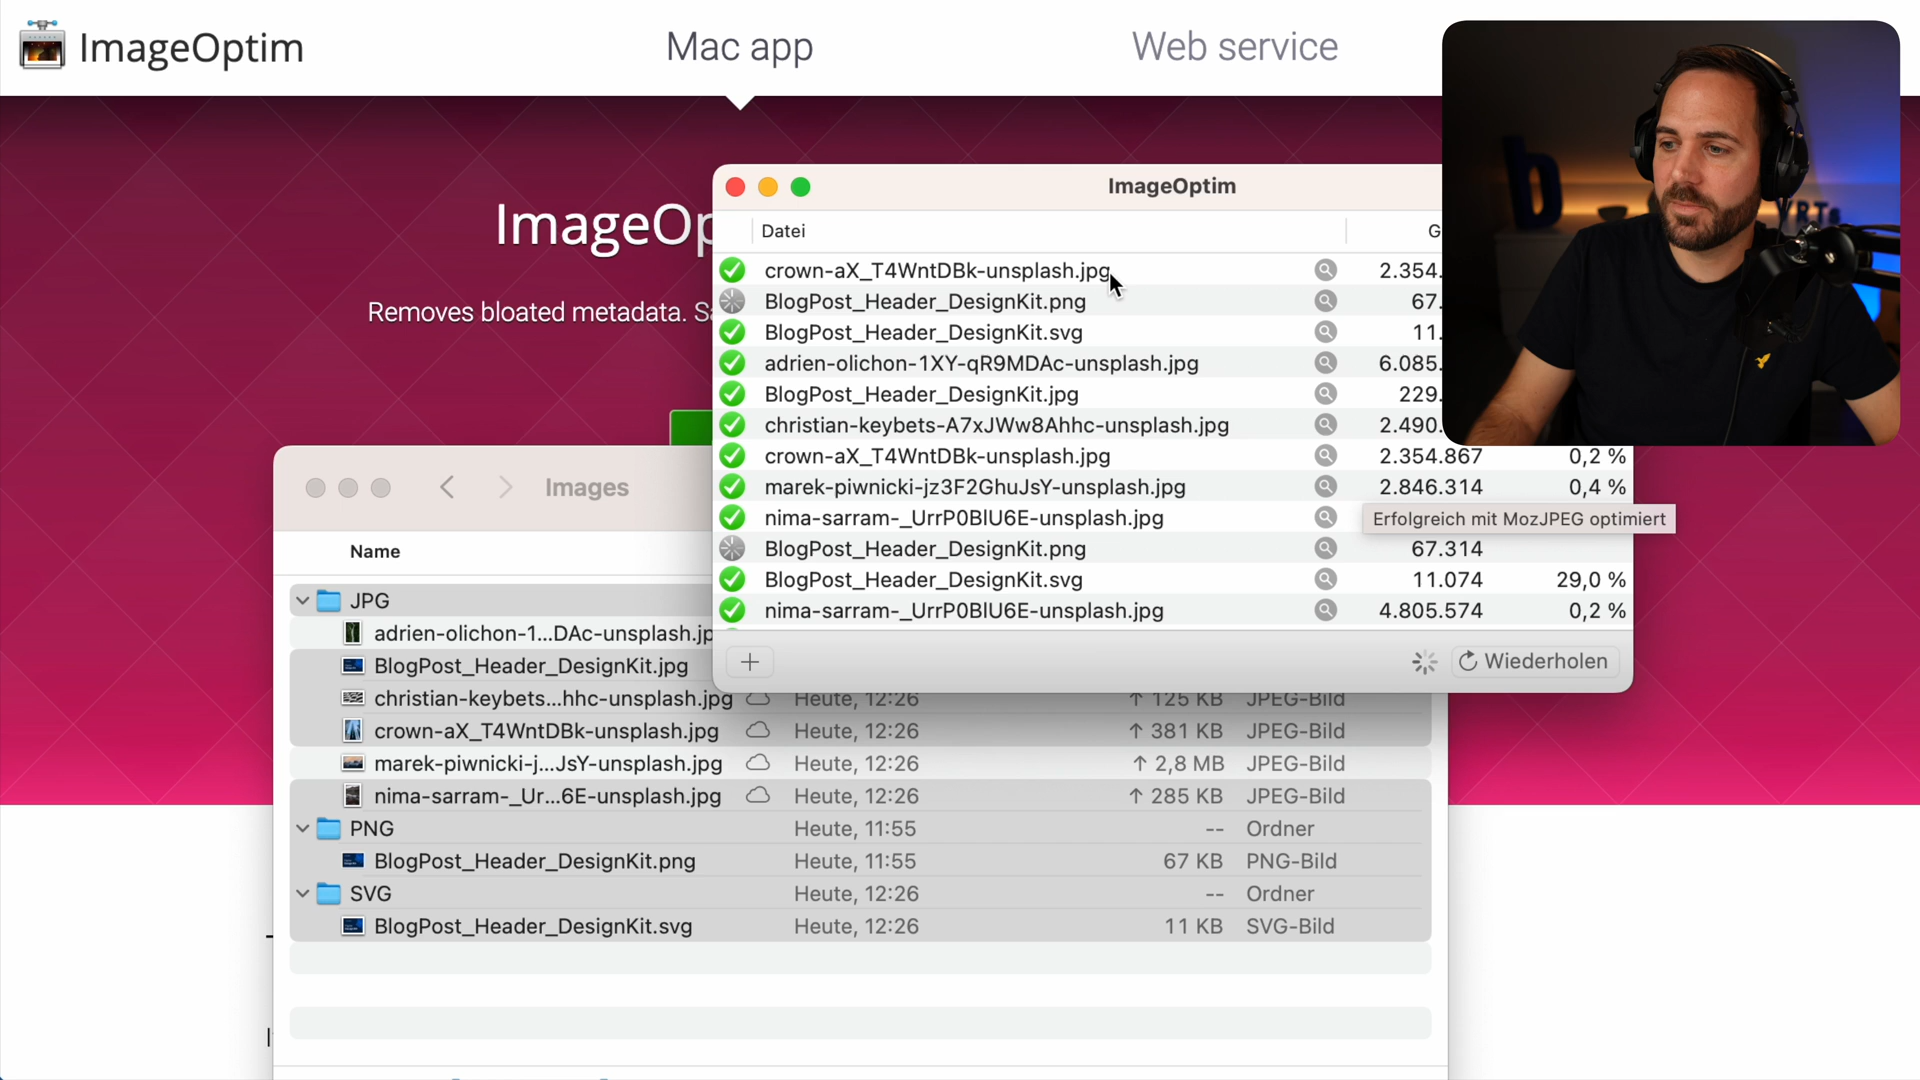 ImageOptim
Mac app
Web service
ImageOp
Removes bloated metadata. Sa
ImageOptim
Datei
G
crown-aX_T4WntDBk-unsplash.jpg 2.354.
BlogPost_Header_DesignKit.png 67.
BlogPost_Header_DesignKit.svg 11.
adrien-olichon-1XY-qR9MDAc-unsplash.jpg 6.085.
BlogPost_Header_DesignKit.jpg 229.
christian-keybets-A7xJWw8Ahhc-unsplash.jpg 2.490.
crown-aX_T4WntDBk-unsplash.jpg 2.354.867 0,2 %
marek-piwnicki-jz3F2GhuJsY-unsplash.jpg 2.846.314 0,4 %
nima-sarram-_UrrP0BlU6E-unsplash.jpg
Erfolgreich mit MozJPEG optimiert
BlogPost_Header_DesignKit.png 67.314
BlogPost_Header_DesignKit.svg 11.074 29,0 %
nima-sarram-_UrrP0BlU6E-unsplash.jpg 4.805.574 0,2 %
Wiederholen
Images
Name
JPG
adrien-olichon-1...DAc-unsplash.jp
BlogPost_Header_DesignKit.jpg
christian-keybets...hhc-unsplash.jpg Heute, 12:26 125 KB JPEG-Bild
crown-aX_T4WntDBk-unsplash.jpg Heute, 12:26 381 KB JPEG-Bild
marek-piwnicki-j...JsY-unsplash.jpg Heute, 12:26 2,8 MB JPEG-Bild
nima-sarram-_Ur...6E-unsplash.jpg Heute, 12:26 285 KB JPEG-Bild
PNG Heute, 11:55 -- Ordner
BlogPost_Header_DesignKit.png Heute, 11:55 67 KB PNG-Bild
SVG Heute, 12:26 -- Ordner
BlogPost_Header_DesignKit.svg Heute, 12:26 11 KB SVG-Bild